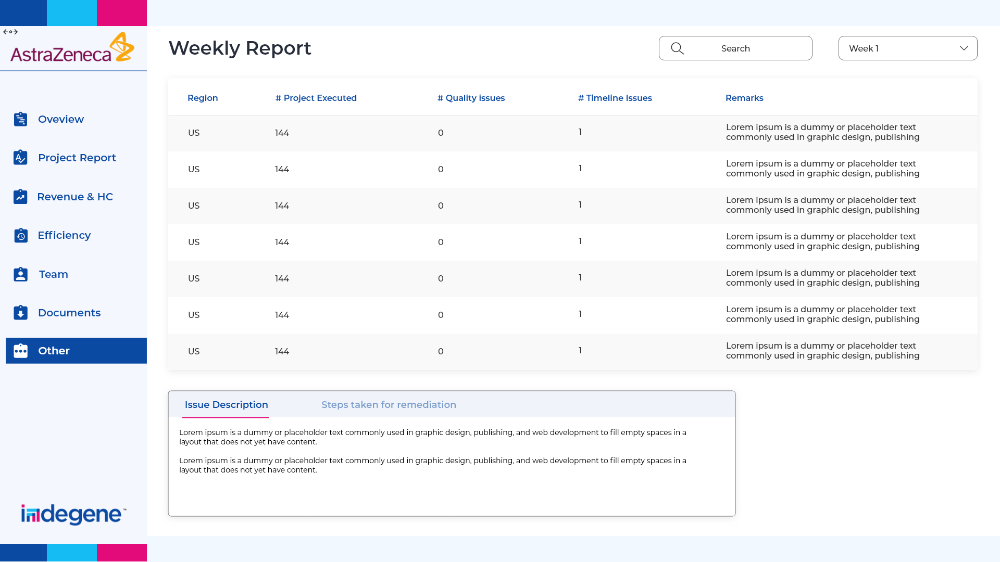 AstraZeneca
Weekly Report
Search
Week 1
Oveview
Project Report
Revenue & HC
Efficiency
Team
Documents
Other
Region # Project Executed # Quality issues # Timeline Issues Remarks
US 144 0 1 Lorem ipsum is a dummy or placeholder text
commonly used in graphic design, publishing
US 144 0 1 Lorem ipsum is a dummy or placeholder text
commonly used in graphic design, publishing
US 144 0 1 Lorem ipsum is a dummy or placeholder text
commonly used in graphic design, publishing
US 144 0 1 Lorem ipsum is a dummy or placeholder text
commonly used in graphic design, publishing
US 144 0 1 Lorem ipsum is a dummy or placeholder text
commonly used in graphic design, publishing
US 144 0 1 Lorem ipsum is a dummy or placeholder text
commonly used in graphic design, publishing
US 144 0 1 Lorem ipsum is a dummy or placeholder text
commonly used in graphic design, publishing
Issue Description
Steps taken for remediation
Lorem ipsum is a dummy or placeholder text commonly used in graphic design, publishing, and web development to fill empty spaces in a
layout that does not yet have content.
Lorem ipsum is a dummy or placeholder text commonly used in graphic design, publishing, and web development to fill empty spaces in a
layout that does not yet have content.
indegene™